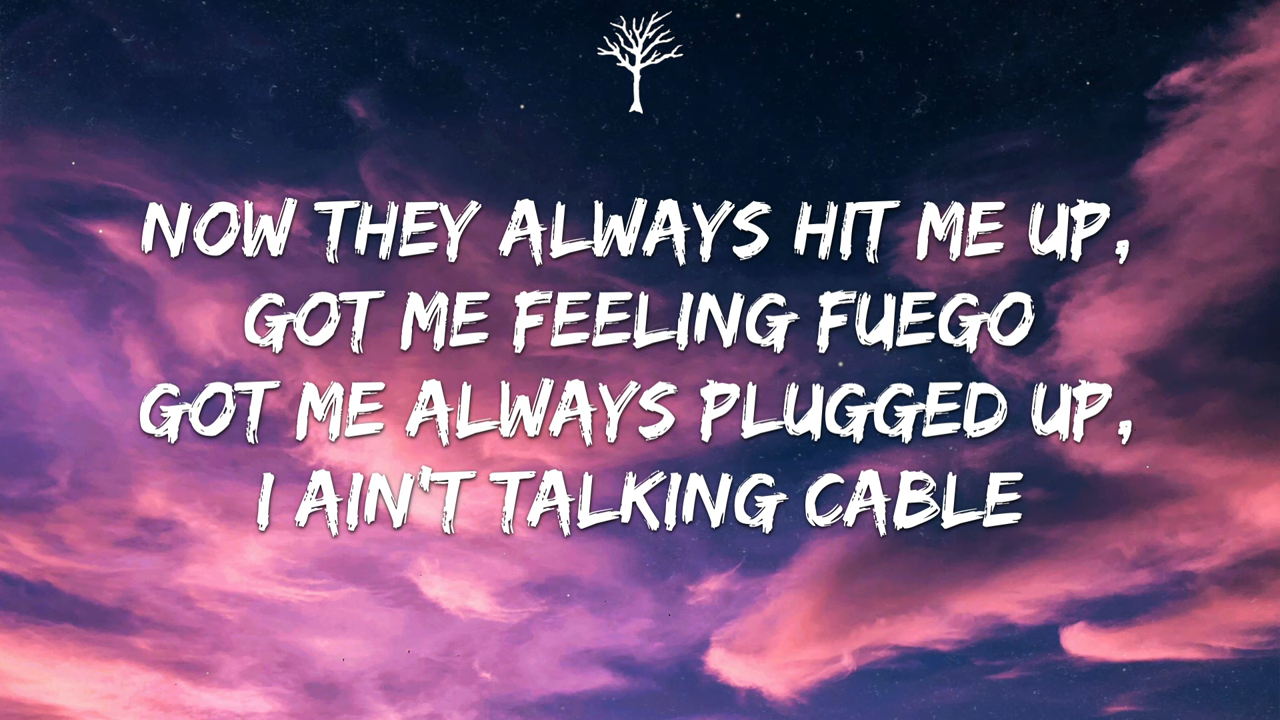 NOW THEY ALWAYS HIT ME UP,
GOT ME FEELING FUEGO
GOT ME ALWAYS PLUGGED UP,
I AIN'T TALKING CABLE